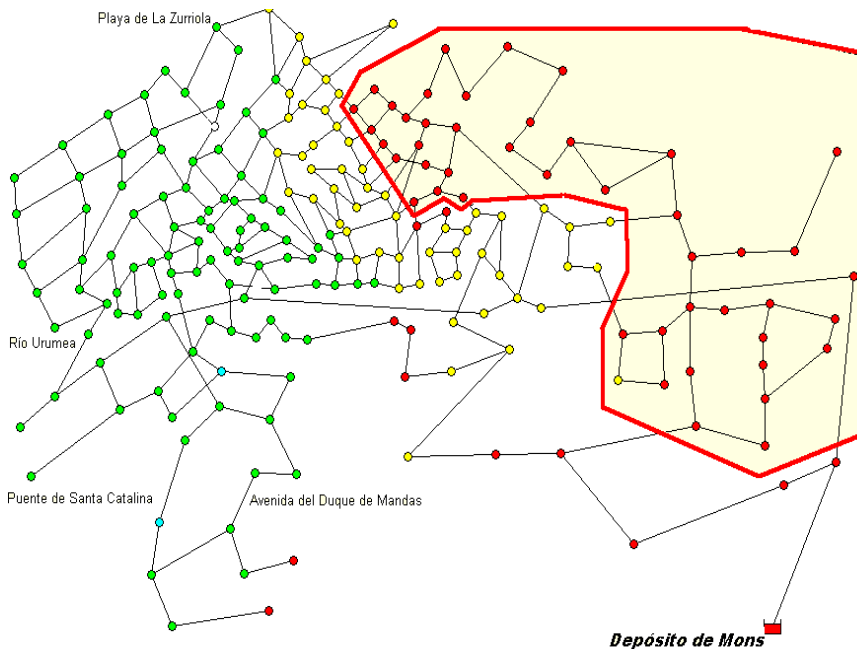 Playa de La Zurriola
Río Urumea
Puente de Santa Catalina
Avenida del Duque de Mandas
Depósito de Mons